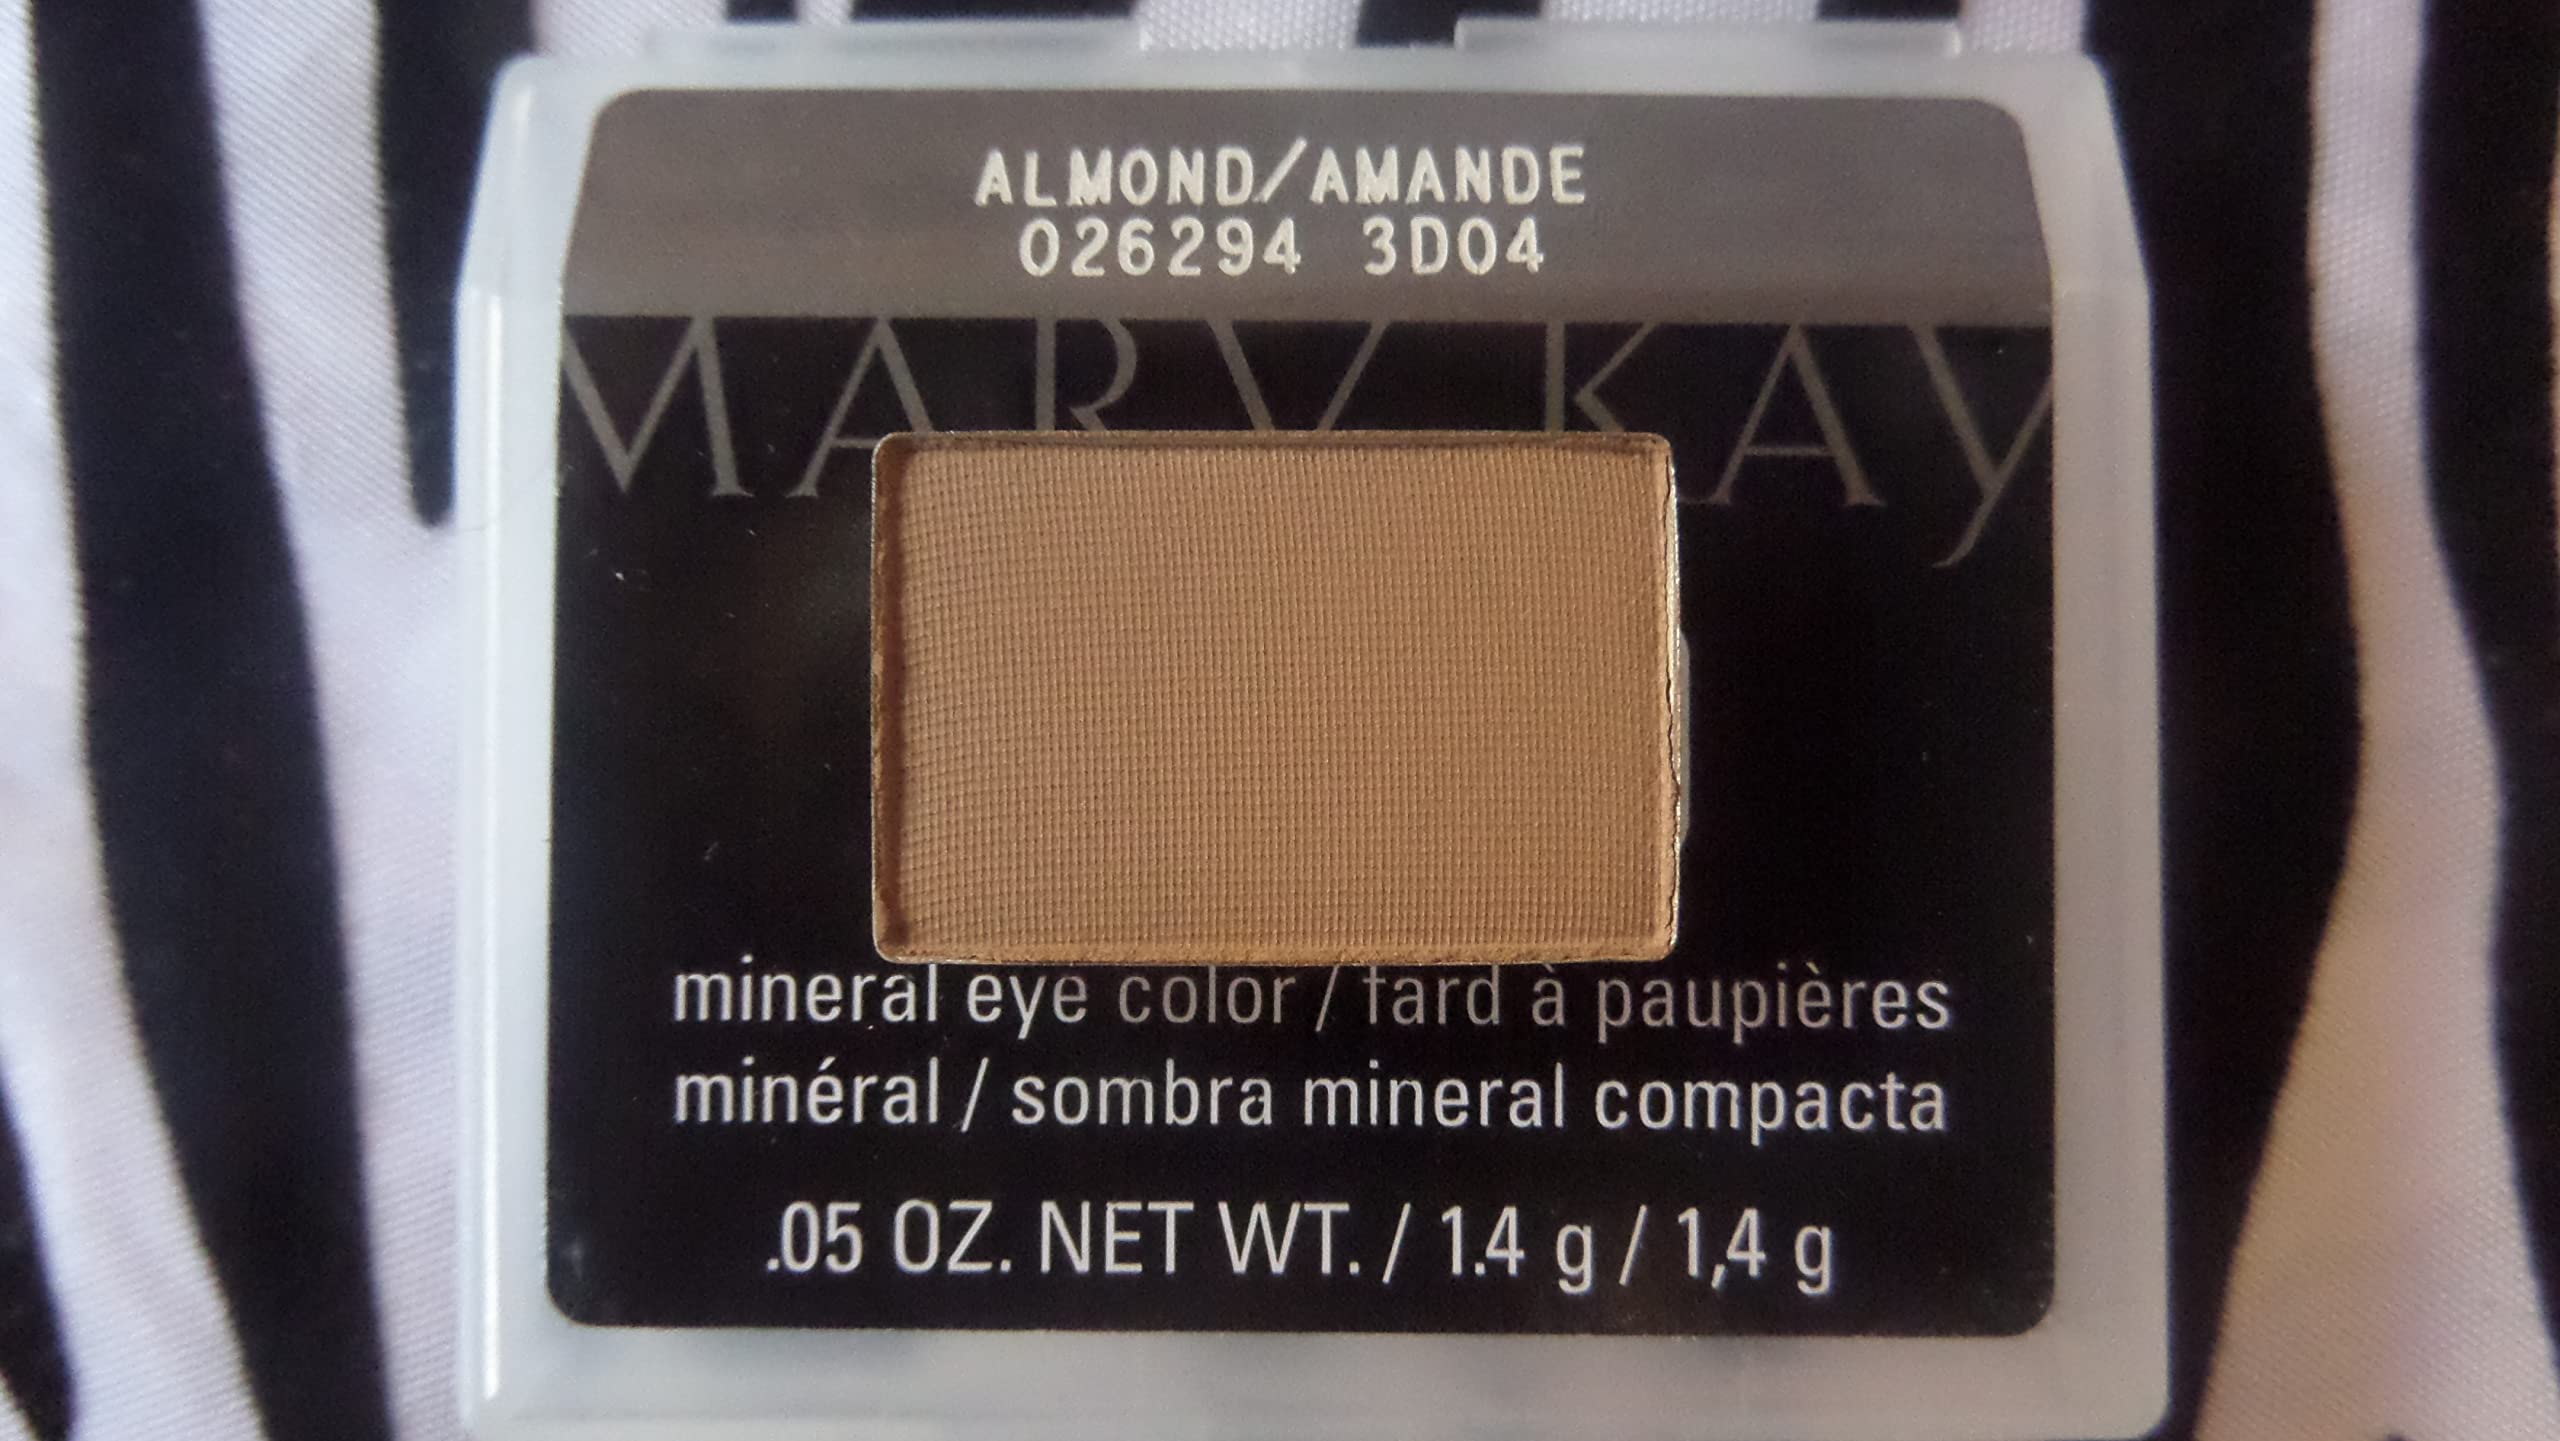 ALMOND/AMANDE
026294 3D04
MARY KAY
mineral eye color / fard à paupières
minéral / sombra mineral compacta
.05 OZ. NET WT. / 1.4 g / 1,4 g